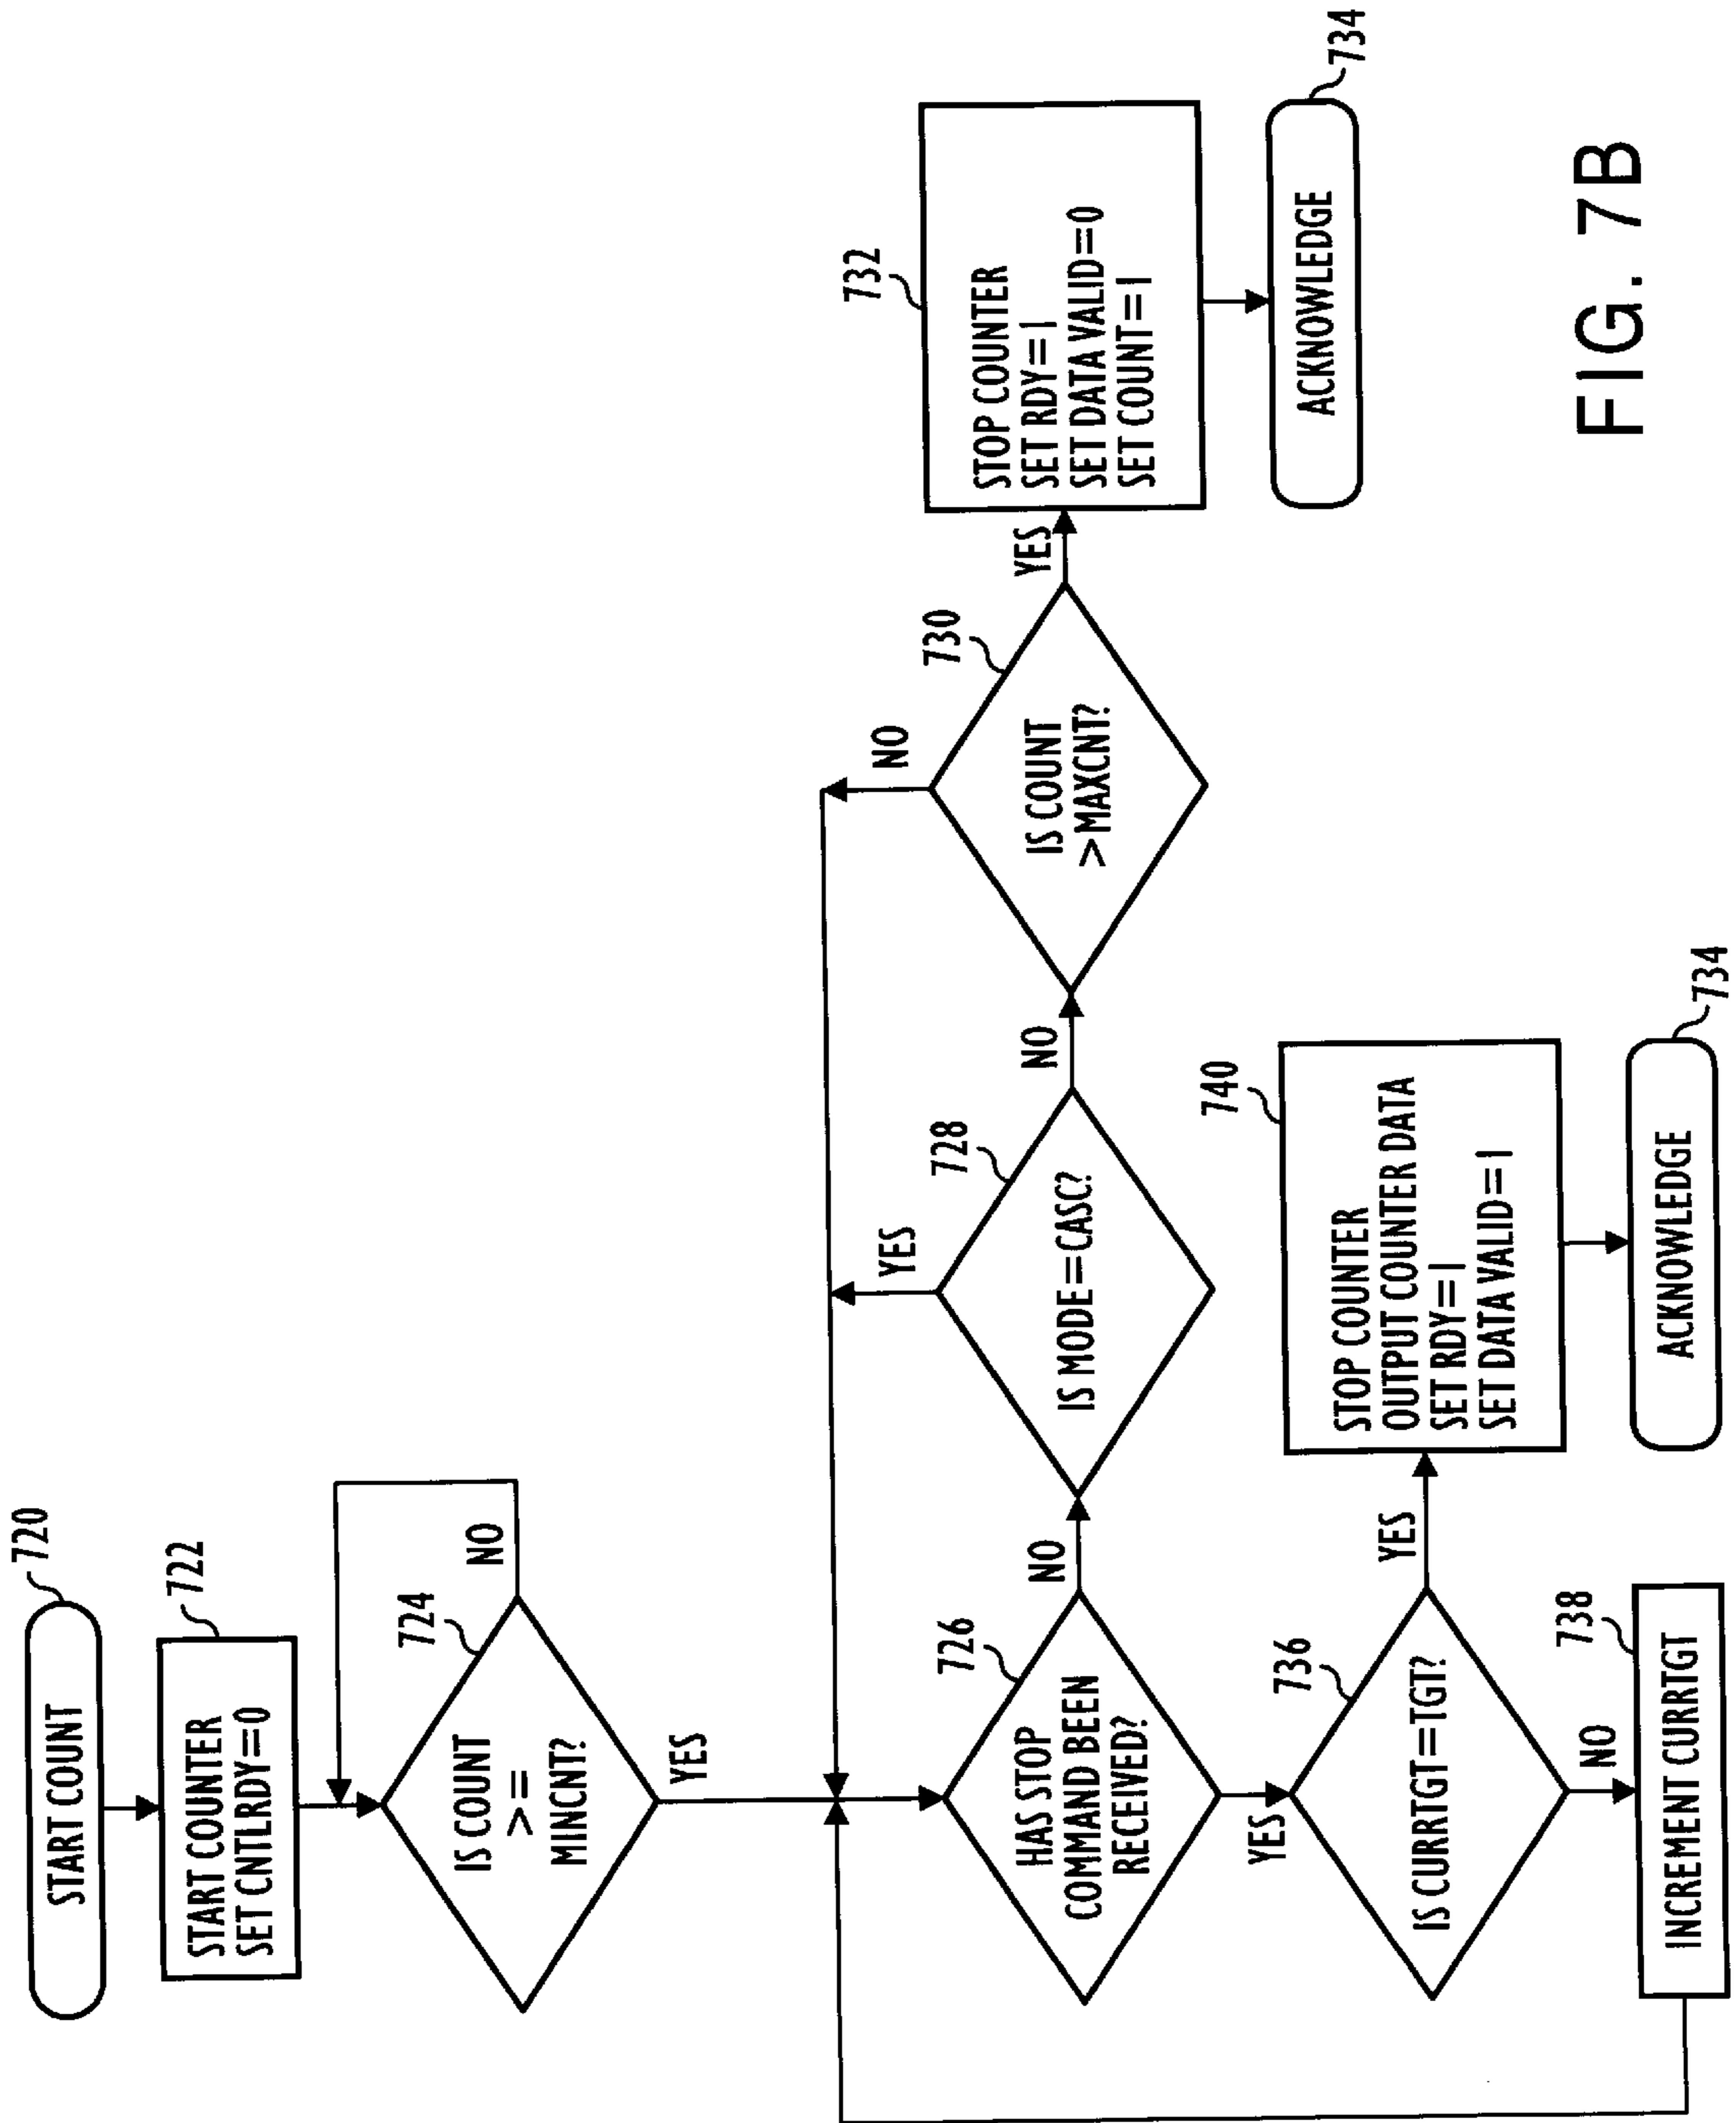 720
START COUNT
722
START COUNTER
SET CNTLRDY=0
724
IS COUNT
>=
MINCNT?
NO
YES
726
HAS STOP
COMMAND BEEN
RECEIVED?
NO
YES
728
IS MODE=CASC?
YES
NO
730
IS COUNT
>MAXCNT?
NO
YES
732
STOP COUNTER
SET RDY=1
SET DATA VALID=0
SET COUNT=1
ACKNOWLEDGE
734
736
IS CURRTGT=TGT?
YES
NO
738
INCREMENT CURRTGT
740
STOP COUNTER
OUTPUT COUNTER DATA
SET RDY=1
SET DATA VALID=1
ACKNOWLEDGE
734
FIG. 7B